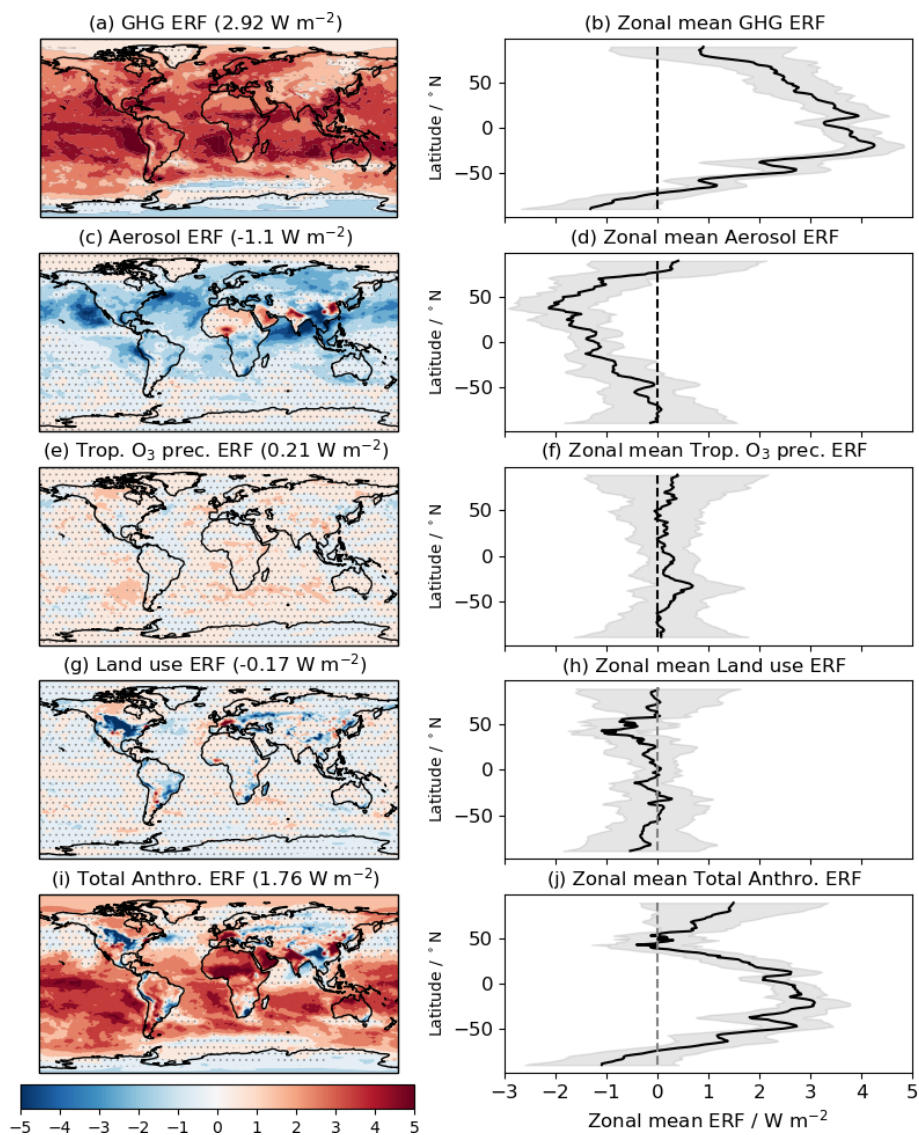 (a) GHG ERF (2.92 W m⁻²)
(b) Zonal mean GHG ERF
Latitude / °N
50
0
−50
(c) Aerosol ERF (-1.1 W m⁻²)
(d) Zonal mean Aerosol ERF
Latitude / °N
50
0
−50
(e) Trop. O₃ prec. ERF (0.21 W m⁻²)
(f) Zonal mean Trop. O₃ prec. ERF
Latitude / °N
50
0
−50
(g) Land use ERF (-0.17 W m⁻²)
(h) Zonal mean Land use ERF
Latitude / °N
50
0
−50
(i) Total Anthro. ERF (1.76 W m⁻²)
(j) Zonal mean Total Anthro. ERF
Latitude / °N
50
0
−50
−5 −4 −3 −2 −1 0 1 2 3 4 5
−3 −2 −1 0 1 2 3 4 5
Zonal mean ERF / W m⁻²